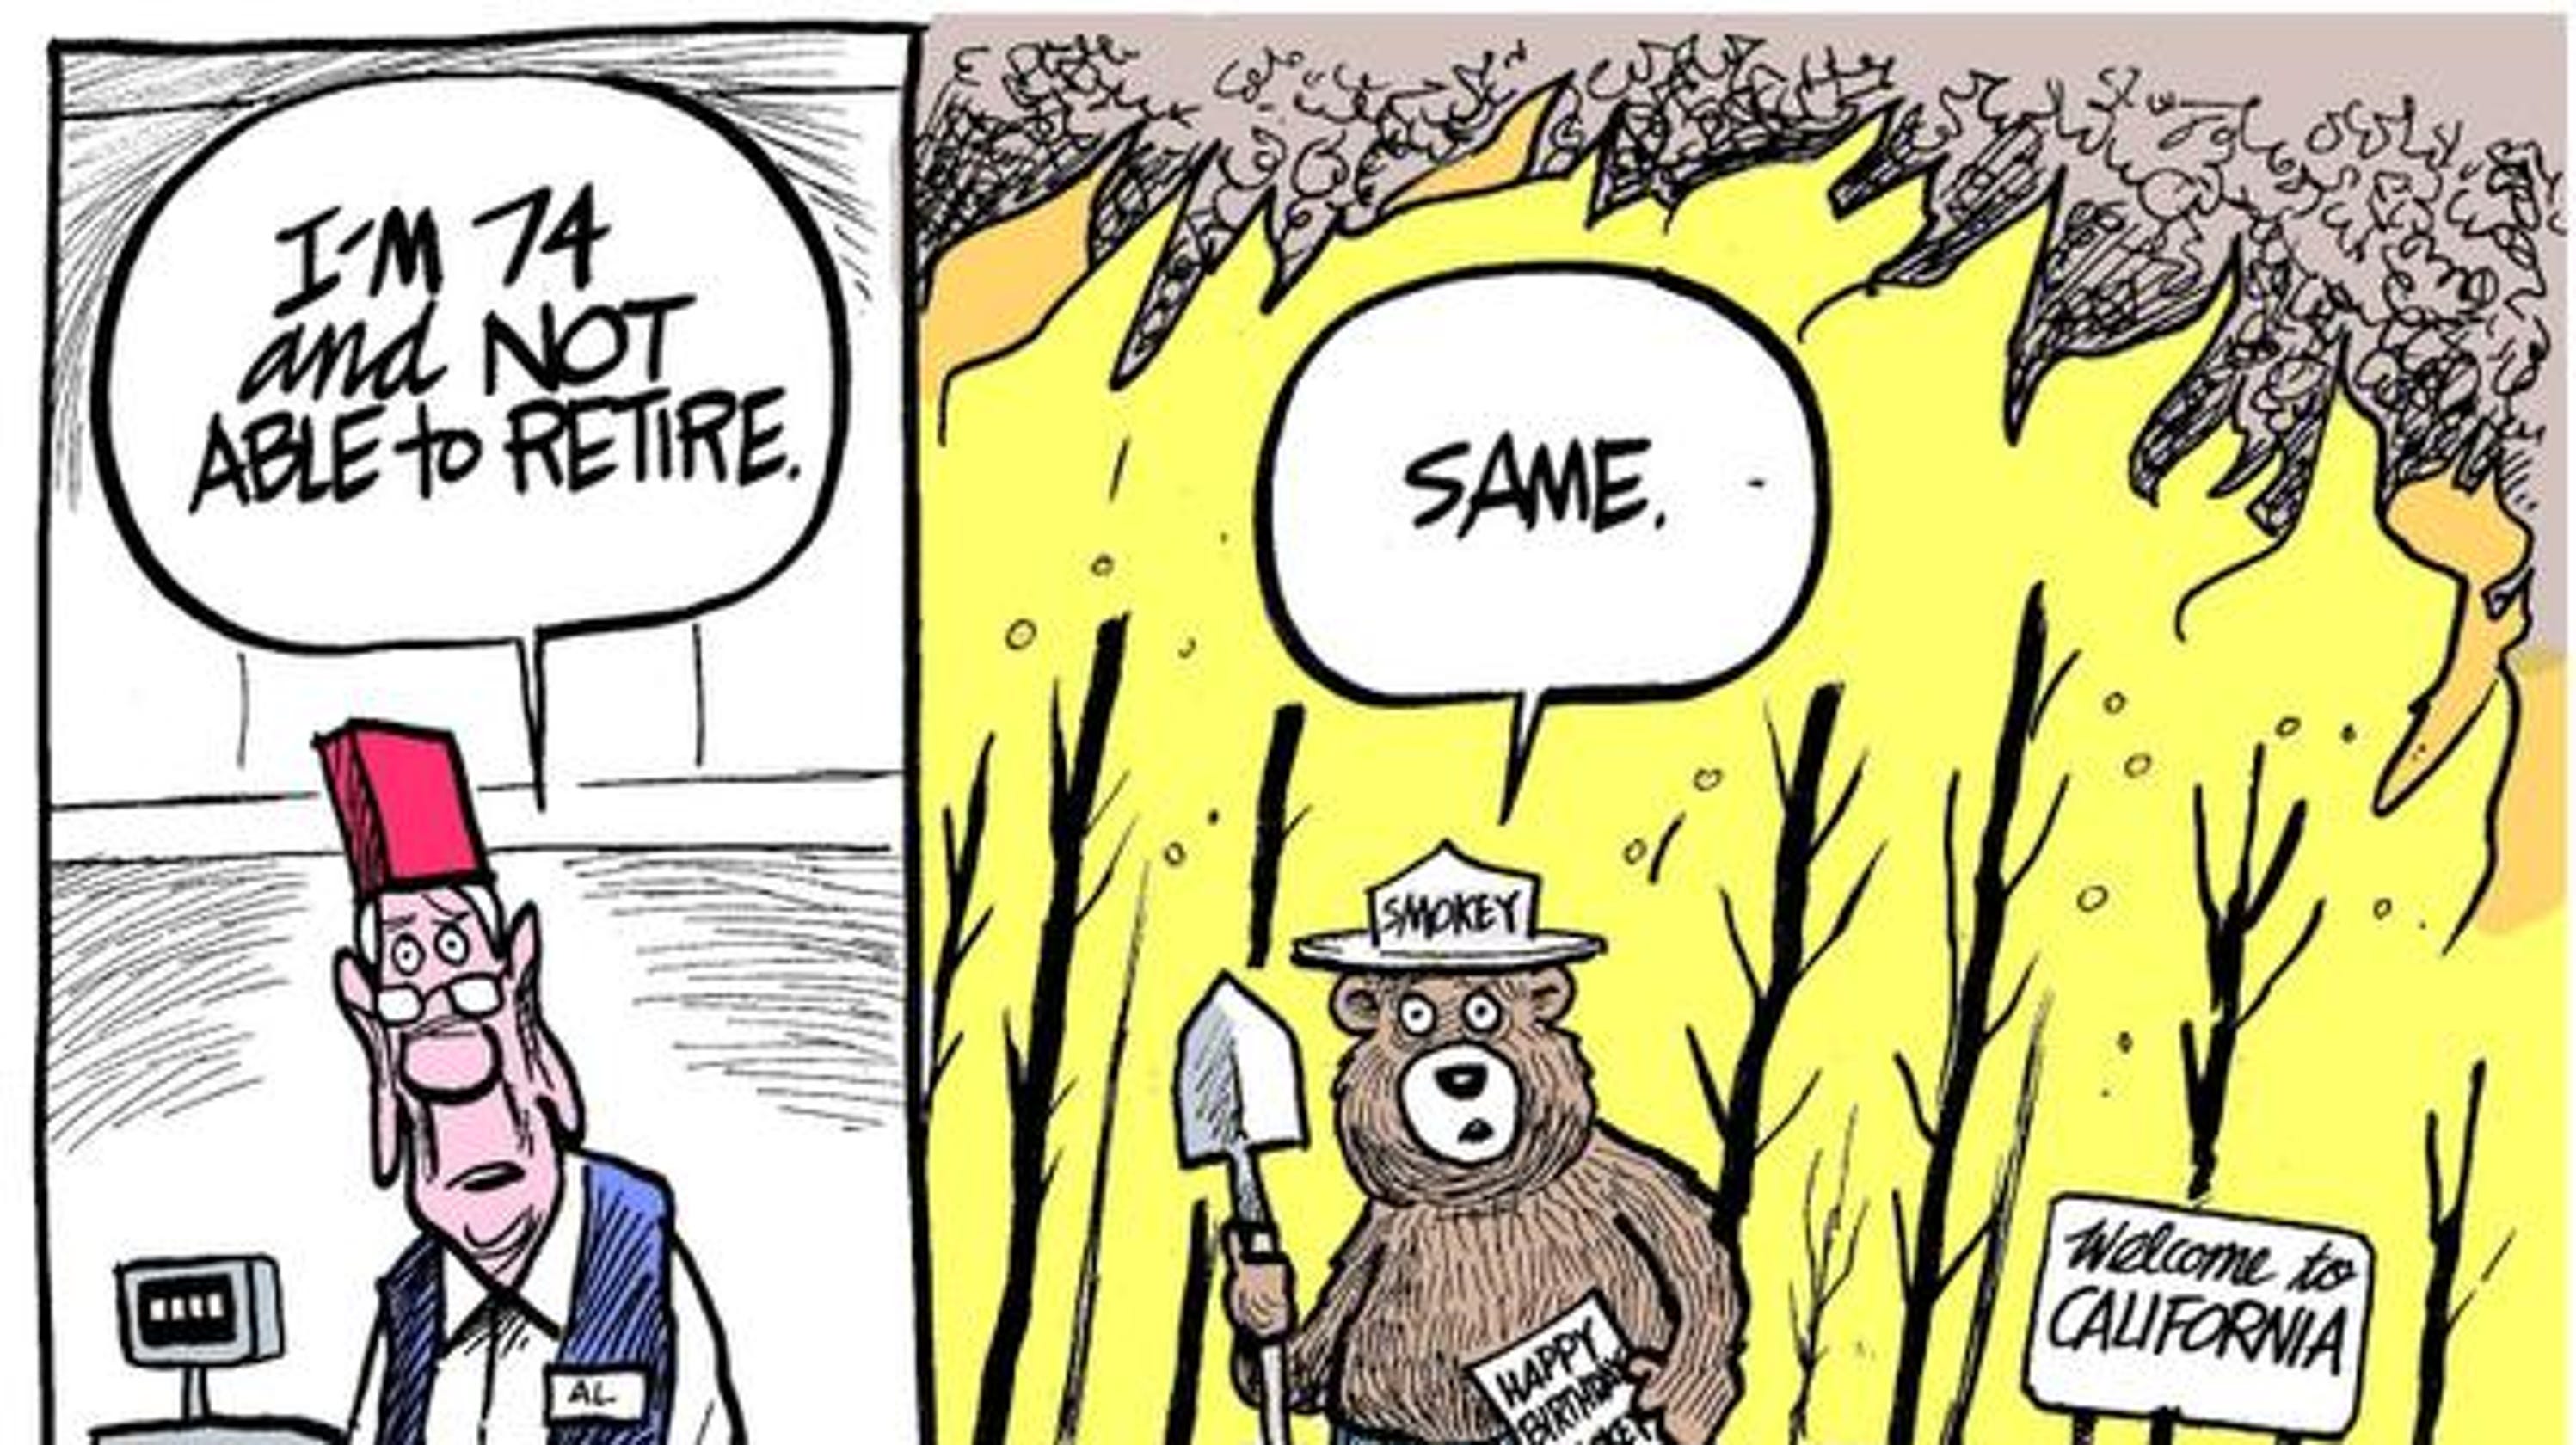 I'M 74
and NOT
ABLE to RETIRE.
AL
SAME.
SMOKEY
HAPPY
BIRTHDAY
Welcome to
CALIFORNIA